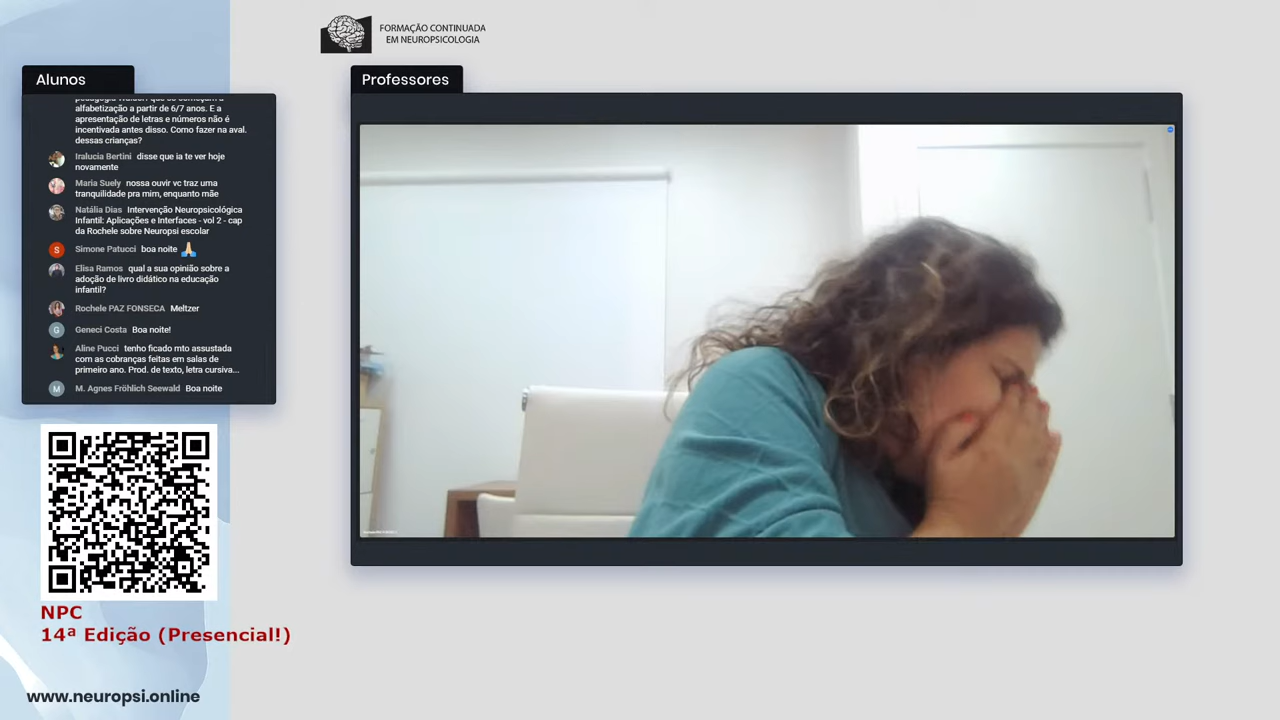 FORMAÇÃO CONTINUADA
EM NEUROPSICOLOGIA
Alunos
alfabetização a partir de 6/7 anos. E a
apresentação de letras e números não é
incentivada antes disso. Como fazer na aval.
dessas crianças?
Iralucia Bertini disse que ia te ver hoje
novamente
Maria Suely nossa ouvir vc traz uma
tranquilidade pra mim, enquanto mãe
Natália Dias Intervenção Neuropsicológica
Infantil: Aplicações e Interfaces - vol 2 - cap
da Rochele sobre Neuropsi escolar
S Simone Patucci boa noite 🙏🏻
Elisa Ramos qual a sua opinião sobre a
adoção de livro didático na educação
infantil?
Rochele PAZ FONSECA Meltzer
G Geneci Costa Boa noite!
Aline Pucci tenho ficado mto assustada
com as cobranças feitas em salas de
primeiro ano. Prod. de texto, letra cursiva...
M M. Agnes Fröhlich Seewald Boa noite
Professores
NPC
14ª Edição (Presencial!)
www.neuropsi.online